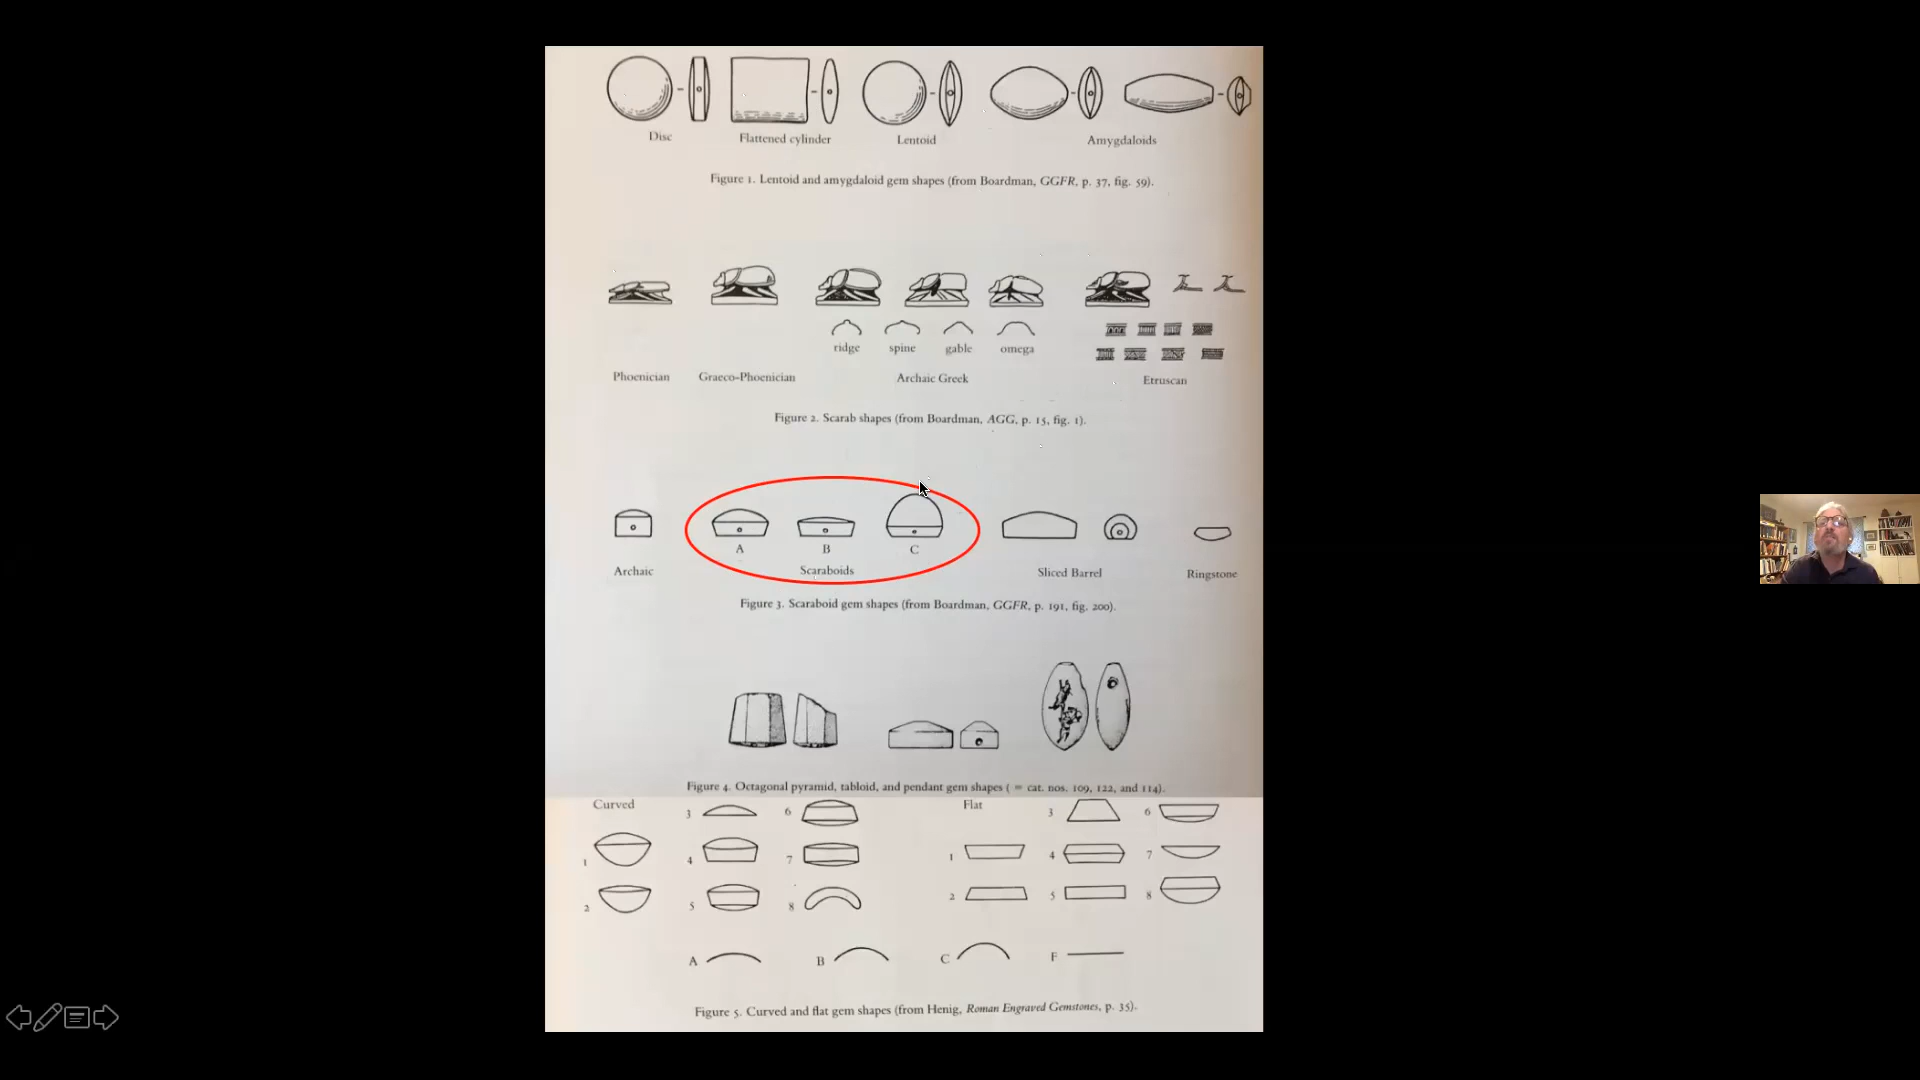 Disc Flattened cylinder Lentoid Amygdaloids
Figure 1. Lentoid and amygdaloid gem shapes (from Boardman, GGFR, p. 37, fig. 59).
ridge spine gable omega
Phoenician Graeco-Phoenician Archaic Greek Etruscan
Figure 2. Scarab shapes (from Boardman, AGG, p. 15, fig. 1).
A B C
Archaic Scaraboids Sliced Barrel Ringstone
Figure 3. Scaraboid gem shapes (from Boardman, GGFR, p. 191, fig. 200).
Figure 4. Octagonal pyramid, tabloid, and pendant gem shapes ( = cat. nos. 109, 122, and 114).
Curved 3 6 Flat 3 6
1 4 7 1 4 7
2 5 8 2 5 8
A B C F
Figure 5. Curved and flat gem shapes (from Henig, Roman Engraved Gemstones, p. 35).